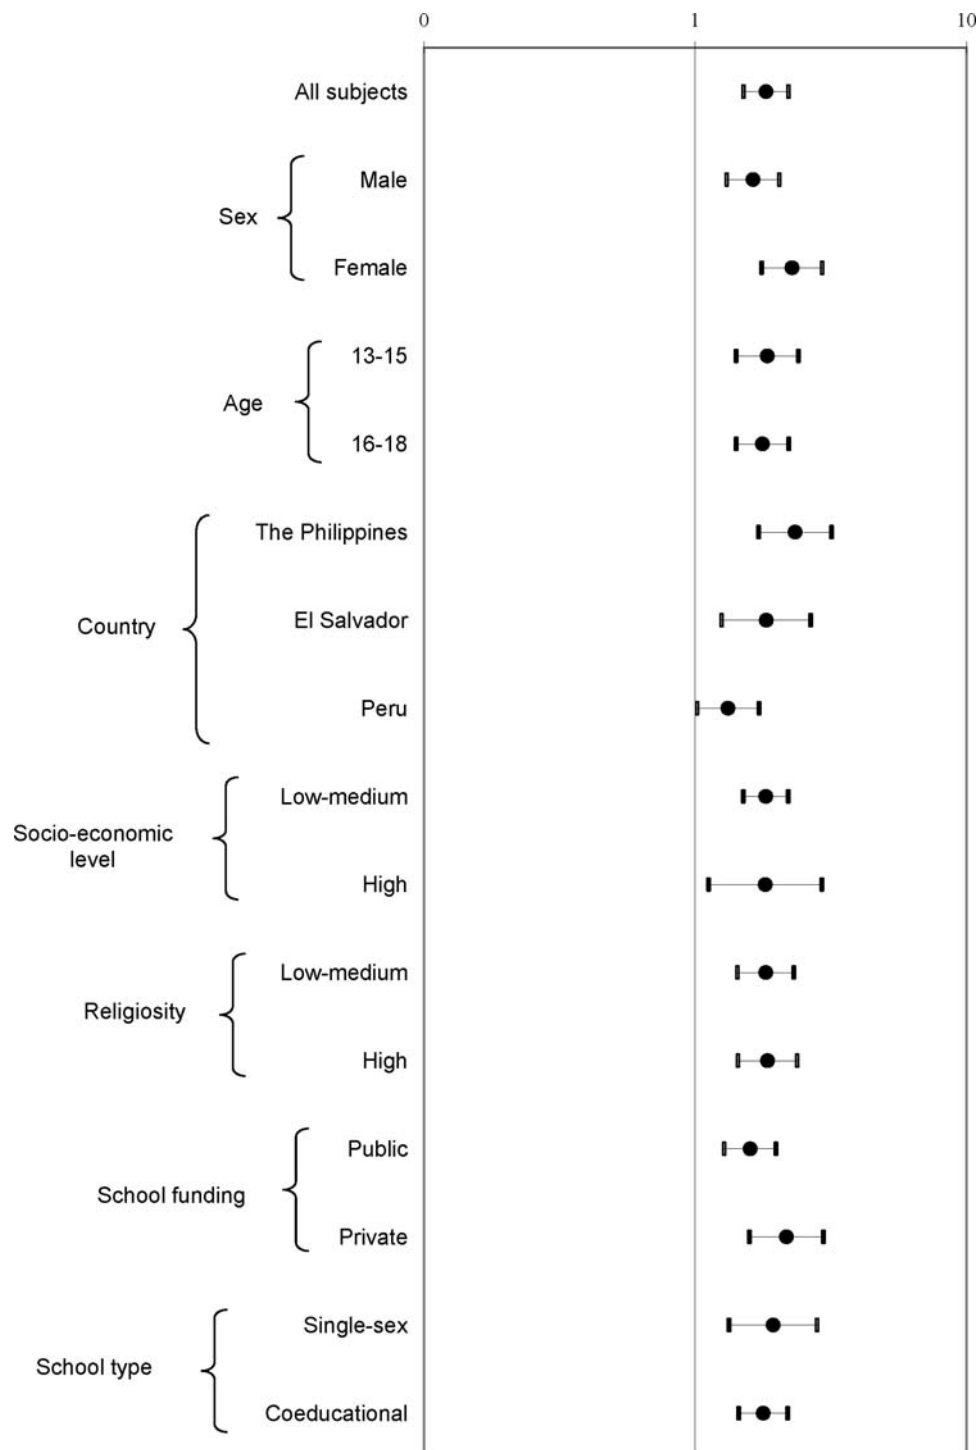 0 1 10
All subjects
Male
Sex
Female
13-15
Age
16-18
The Philippines
El Salvador
Country
Peru
Low-medium
Socio-economic
level
High
Low-medium
Religiosity
High
Public
School funding
Private
Single-sex
School type
Coeducational